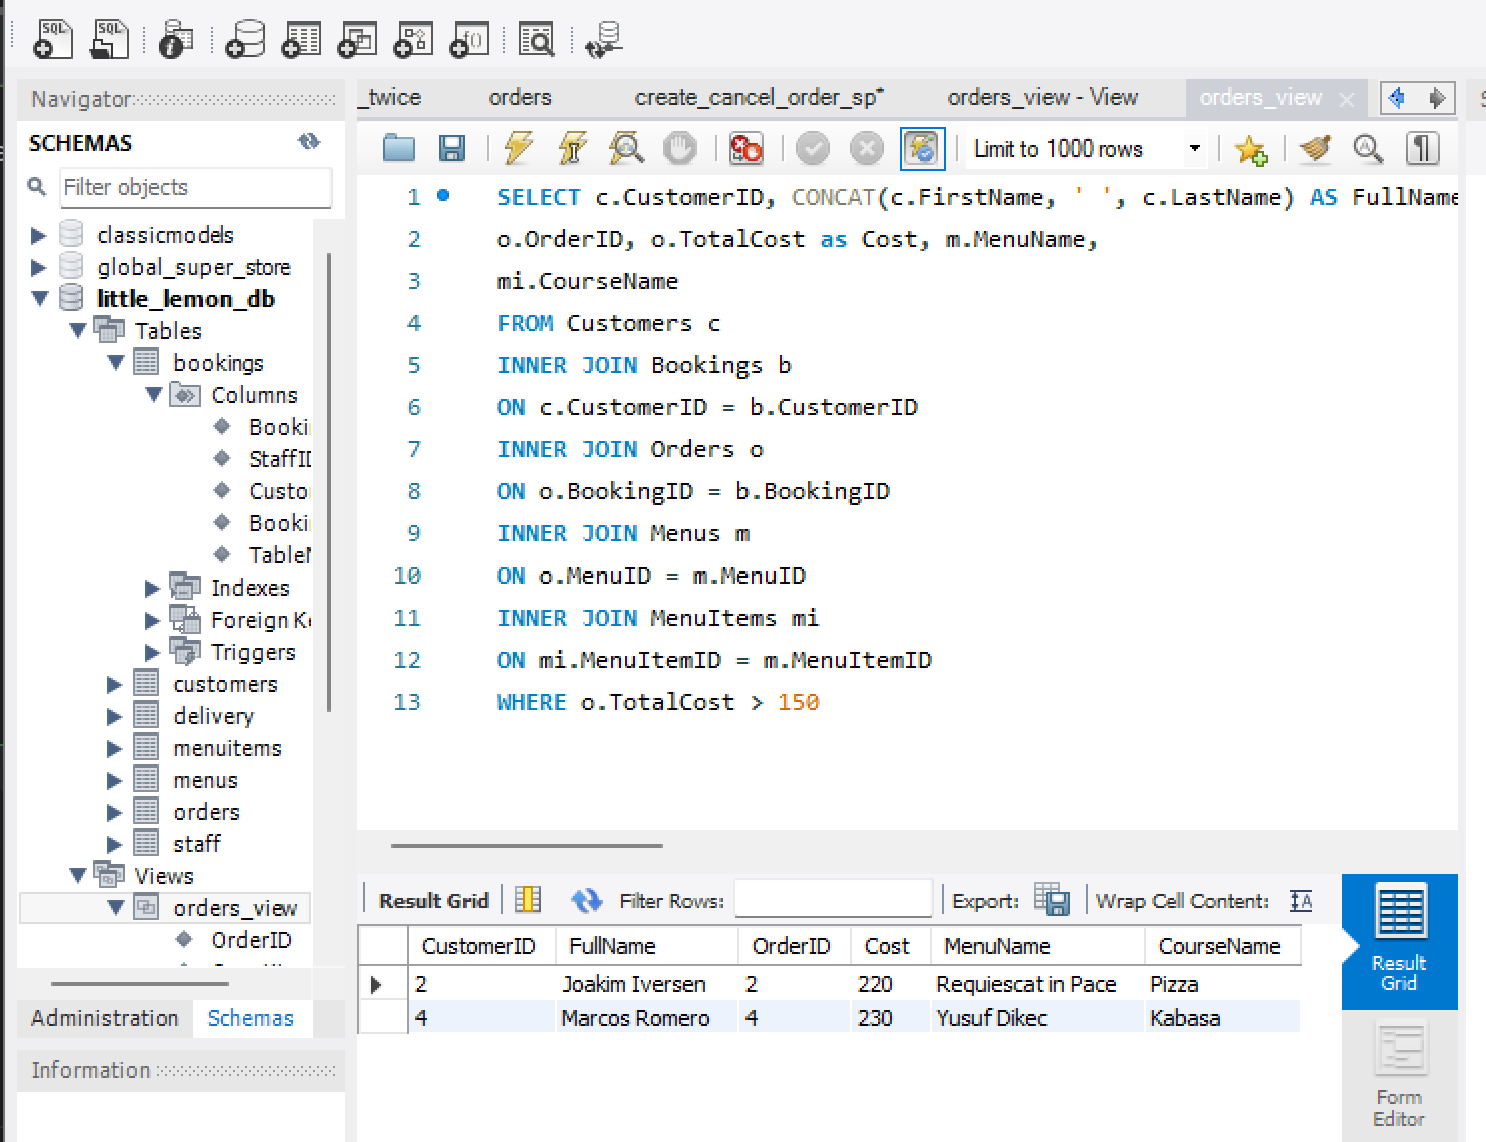 SQL SQL
Navigator
_twice orders create_cancel_order_sp* orders_view - View orders_view
SCHEMAS
Limit to 1000 rows
Filter objects
classicmodels
global_super_store
little_lemon_db
Tables
bookings
Columns
Booki
StaffID
Custo
Booki
Table
Indexes
Foreign Ke
Triggers
customers
delivery
menuitems
menus
orders
staff
Views
orders_view
OrderID
Administration Schemas
Information
1 SELECT c.CustomerID, CONCAT(c.FirstName, ' ', c.LastName) AS FullName
2 o.OrderID, o.TotalCost as Cost, m.MenuName,
3 mi.CourseName
4 FROM Customers c
5 INNER JOIN Bookings b
6 ON c.CustomerID = b.CustomerID
7 INNER JOIN Orders o
8 ON o.BookingID = b.BookingID
9 INNER JOIN Menus m
10 ON o.MenuID = m.MenuID
11 INNER JOIN MenuItems mi
12 ON mi.MenuItemID = m.MenuItemID
13 WHERE o.TotalCost > 150
Result Grid Filter Rows: Export: Wrap Cell Content:
CustomerID FullName OrderID Cost MenuName CourseName
2 Joakim Iversen 2 220 Requiescat in Pace Pizza
4 Marcos Romero 4 230 Yusuf Dikec Kabasa
Result
Grid
Form
Editor